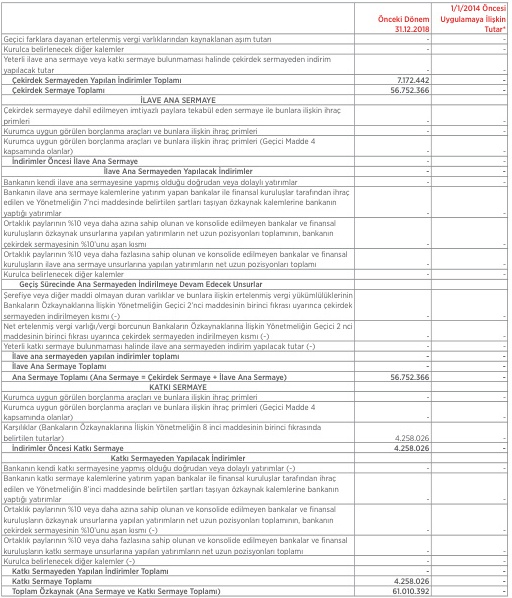 1/1/2014 Öncesi
Önceki Dönem Uygulamaya İlişkin
31.12.2018 Tutar*
Geçici farklara dayanan ertelenmiş vergi varlıklarından kaynaklanan aşım tutarı - -
Kurulca belirlenecek diğer kalemler - -
Yeterli ilave ana sermaye veya katkı sermaye bulunmaması halinde çekirdek sermayeden indirim
yapılacak tutar - -
Çekirdek Sermayeden Yapılan İndirimler Toplamı 7.172.442 -
Çekirdek Sermaye Toplamı 56.752.366 -
İLAVE ANA SERMAYE
Çekirdek sermayeye dahil edilmeyen imtiyazlı paylara tekabül eden sermaye ile bunlara ilişkin ihraç
primleri - -
Kurumca uygun görülen borçlanma araçları ve bunlara ilişkin ihraç primleri - -
Kurumca uygun görülen borçlanma araçları ve bunlara ilişkin ihraç primleri (Geçici Madde 4
kapsamında olanlar) - -
İndirimler Öncesi İlave Ana Sermaye - -
İlave Ana Sermayeden Yapılacak İndirimler - -
Bankanın kendi ilave ana sermayesine yapmış olduğu doğrudan veya dolaylı yatırımlar - -
Bankanın ilave ana sermaye kalemlerine yatırım yapan bankalar ile finansal kuruluşlar tarafından ihraç
edilen ve Yönetmeliğin 7'nci maddesinde belirtilen şartları taşıyan özkaynak kalemlerine bankanın
yaptığı yatırımlar - -
Ortaklık paylarının %10 veya daha azına sahip olunan ve konsolide edilmeyen bankalar ve finansal
kuruluşların özkaynak unsurlarına yapılan yatırımların net uzun pozisyonları toplamının, bankanın
çekirdek sermayesinin %10'unu aşan kısmı - -
Ortaklık paylarının %10 veya daha fazlasına sahip olunan ve konsolide edilmeyen bankalar ve finansal
kuruluşların ilave ana sermaye unsurlarına yapılan yatırımların net uzun pozisyonları toplamı - -
Kurulca belirlenecek diğer kalemler - -
Geçiş Sürecinde Ana Sermayeden İndirilmeye Devam Edecek Unsurlar
Şerefiye veya diğer maddi olmayan duran varlıklar ve bunlara ilişkin ertelenmiş vergi yükümlülüklerinin
Bankaların Özkaynaklarına İlişkin Yönetmeliğin Geçici 2'nci maddesinin birinci fıkrası uyarınca çekirdek
sermayeden indirilmeyen kısmı (-) - -
Net ertelenmiş vergi varlığı/vergi borcunun Bankaların Özkaynaklarına İlişkin Yönetmeliğin Geçici 2 nci
maddesinin birinci fıkrası uyarınca çekirdek sermayeden indirilmeyen kısmı (-) - -
Yeterli katkı sermaye bulunmaması halinde ilave ana sermayeden indirim yapılacak tutar (-) - -
İlave ana sermayeden yapılan indirimler toplamı - -
İlave Ana Sermaye Toplamı - -
Ana Sermaye Toplamı (Ana Sermaye = Çekirdek Sermaye + İlave Ana Sermaye) 56.752.366 -
KATKI SERMAYE
Kurumca uygun görülen borçlanma araçları ve bunlara ilişkin ihraç primleri - -
Kurumca uygun görülen borçlanma araçları ve bunlara ilişkin ihraç primleri (Geçici Madde 4
kapsamında olanlar) -
Karşılıklar (Bankaların Özkaynaklarına İlişkin Yönetmeliğin 8 inci maddesinin birinci fıkrasında
belirtilen tutarlar) 4.258.026 -
İndirimler Öncesi Katkı Sermaye 4.258.026 -
Katkı Sermayeden Yapılacak İndirimler
Bankanın kendi katkı sermayesine yapmış olduğu doğrudan veya dolaylı yatırımlar (-) - -
Bankanın katkı sermaye kalemlerine yatırım yapan bankalar ile finansal kuruluşlar tarafından ihraç
edilen ve Yönetmeliğin 8'inci maddesinde belirtilen şartları taşıyan özkaynak kalemlerine bankanın
yaptığı yatırımlar - -
Ortaklık paylarının %10 veya daha azına sahip olunan ve konsolide edilmeyen bankalar ve finansal
kuruluşların özkaynak unsurlarına yapılan yatırımların net uzun pozisyonları toplamının, bankanın
çekirdek sermayesinin %10'unu aşan kısmı (-) - -
Ortaklık paylarının %10 veya daha fazlasına sahip olunan ve konsolide edilmeyen bankalar ve finansal
kuruluşların katkı sermaye unsurlarına yapılan yatırımların net uzun pozisyonları toplamı - -
Kurulca belirlenecek diğer kalemler (-) - -
Katkı Sermayeden Yapılan İndirimler Toplamı - -
Katkı Sermaye Toplamı 4.258.026 -
Toplam Özkaynak (Ana Sermaye ve Katkı Sermaye Toplamı) 61.010.392 -